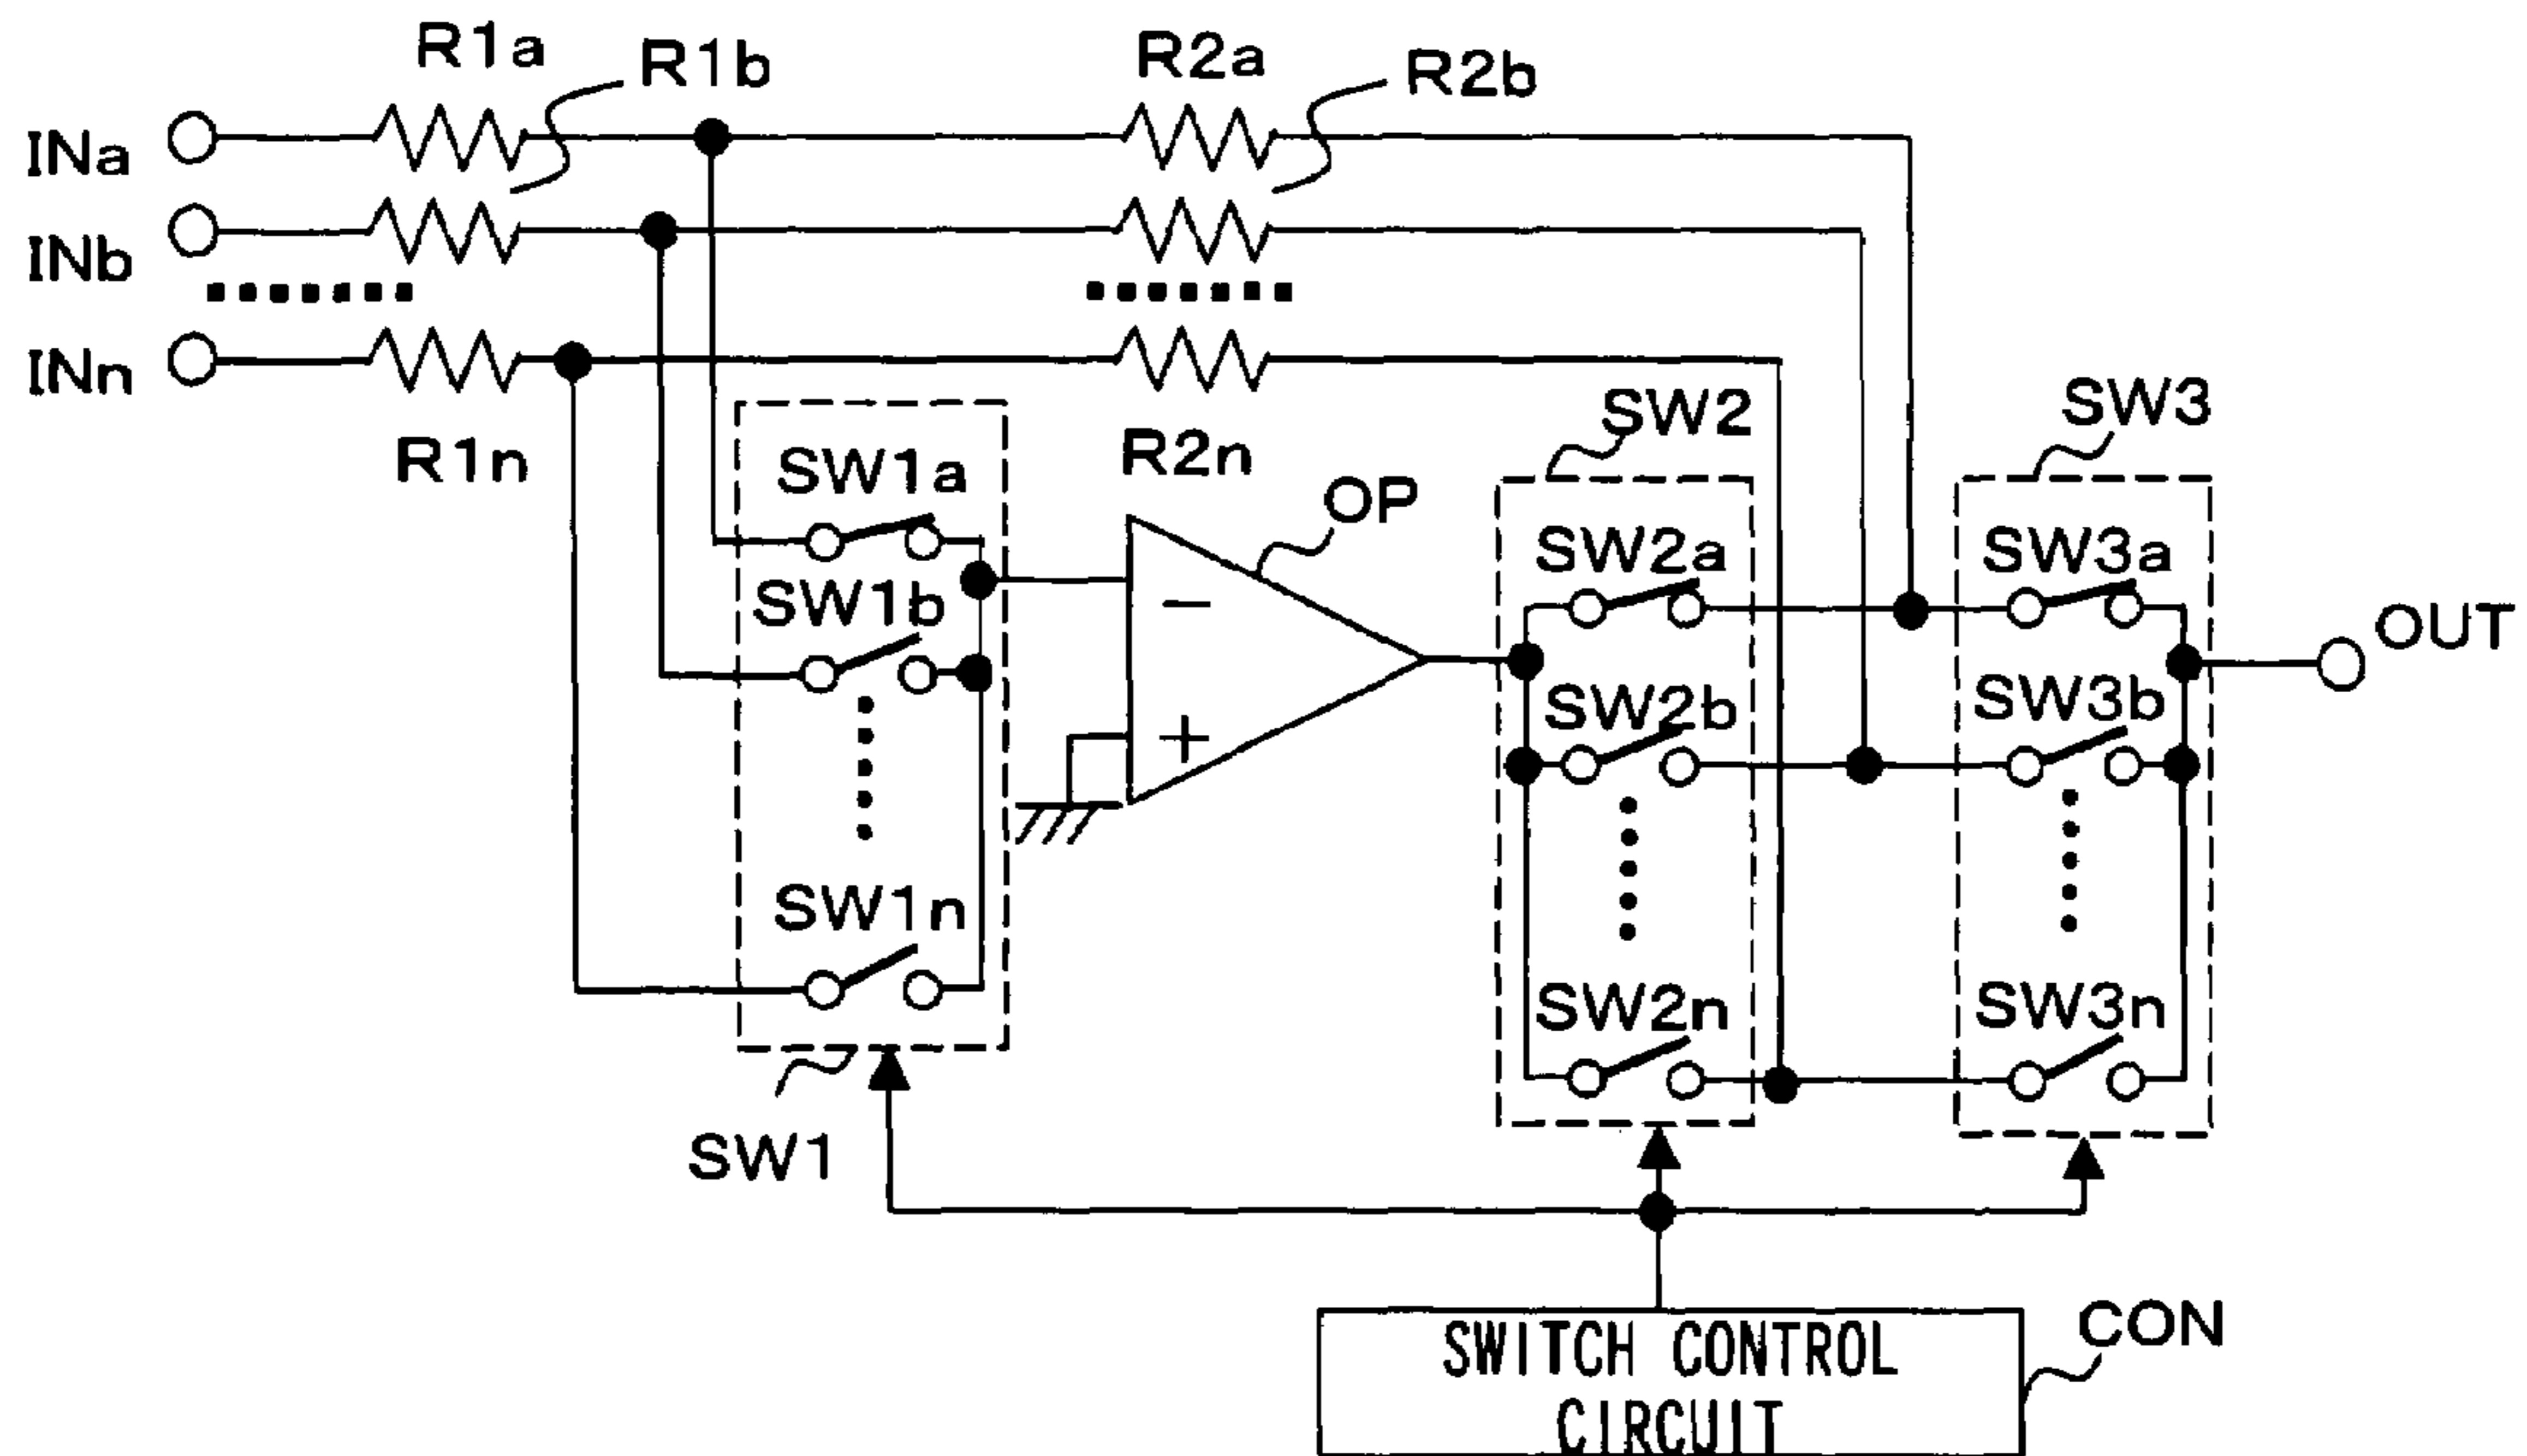 R1a
R1b
R2a
R2b
INa
INb
INn
R1n
R2n
SW2
SW3
SW1a
OP
SW2a
SW3a
SW1b
−
OUT
SW2b
SW3b
+
SW1n
SW2n
SW3n
SW1
CON
SWITCH CONTROL
CIRCUIT